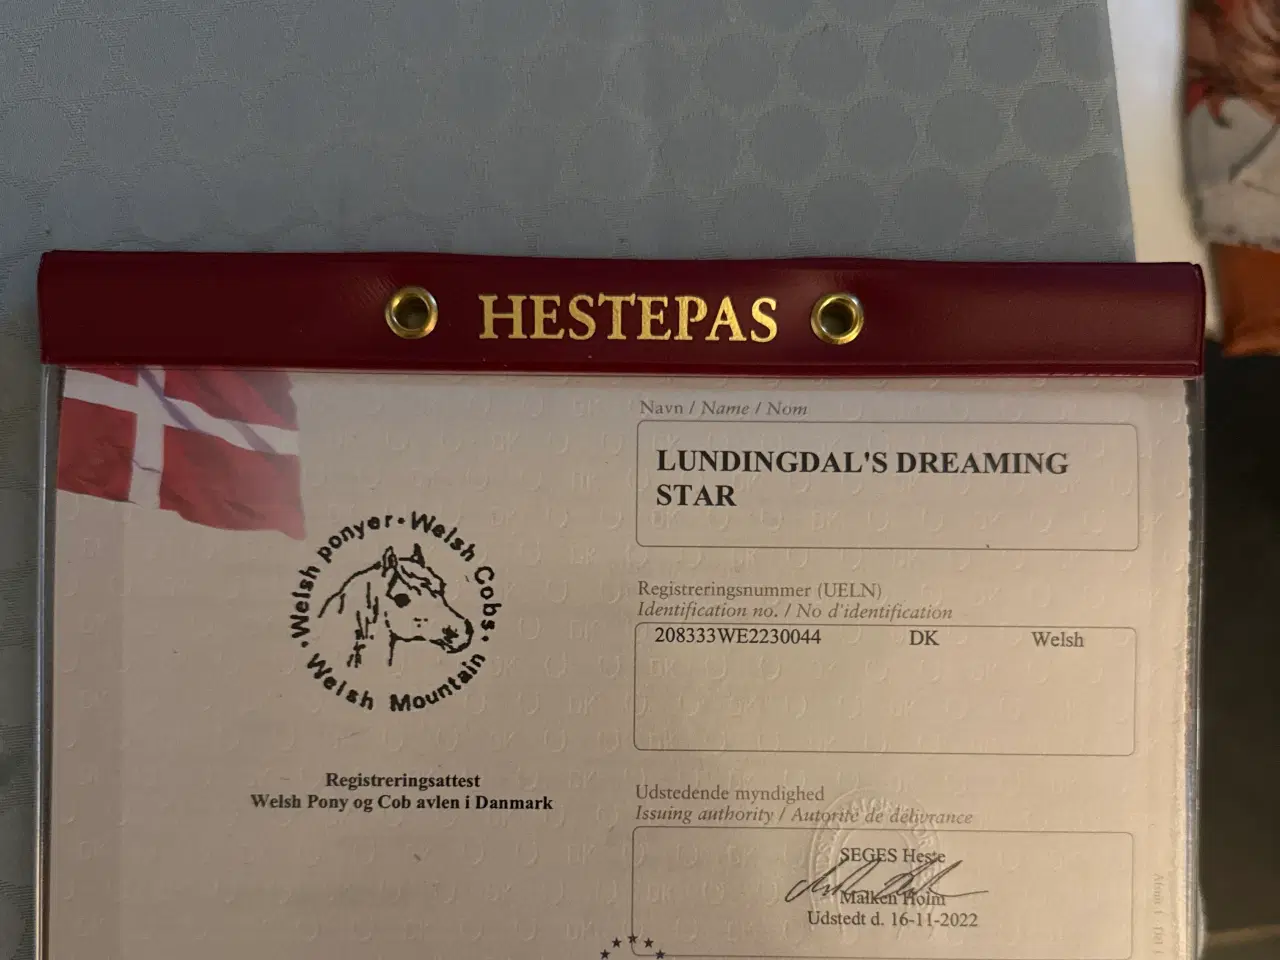 HESTEPAS
Navn / Name / Nom
LUNDINGDAL'S DREAMING
STAR
Welsh ponyer • Welsh Cobs • Welsh Mountain •
Registreringsnummer (UELN)
Identification no. / No d'identification
208333WE2230044 DK Welsh
Registreringsattest
Welsh Pony og Cob avlen i Danmark
Udstedende myndighed
Issuing authority / Autorité de délivrance
SEGES Heste
Maiken Holm
Udstedt d. 16-11-2022